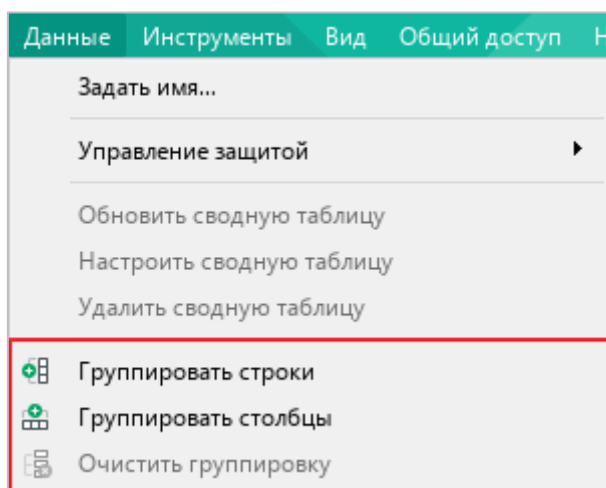 Данные Инструменты Вид Общий доступ
Задать имя...
Управление защитой
Обновить сводную таблицу
Настроить сводную таблицу
Удалить сводную таблицу
Группировать строки
Группировать столбцы
Очистить группировку